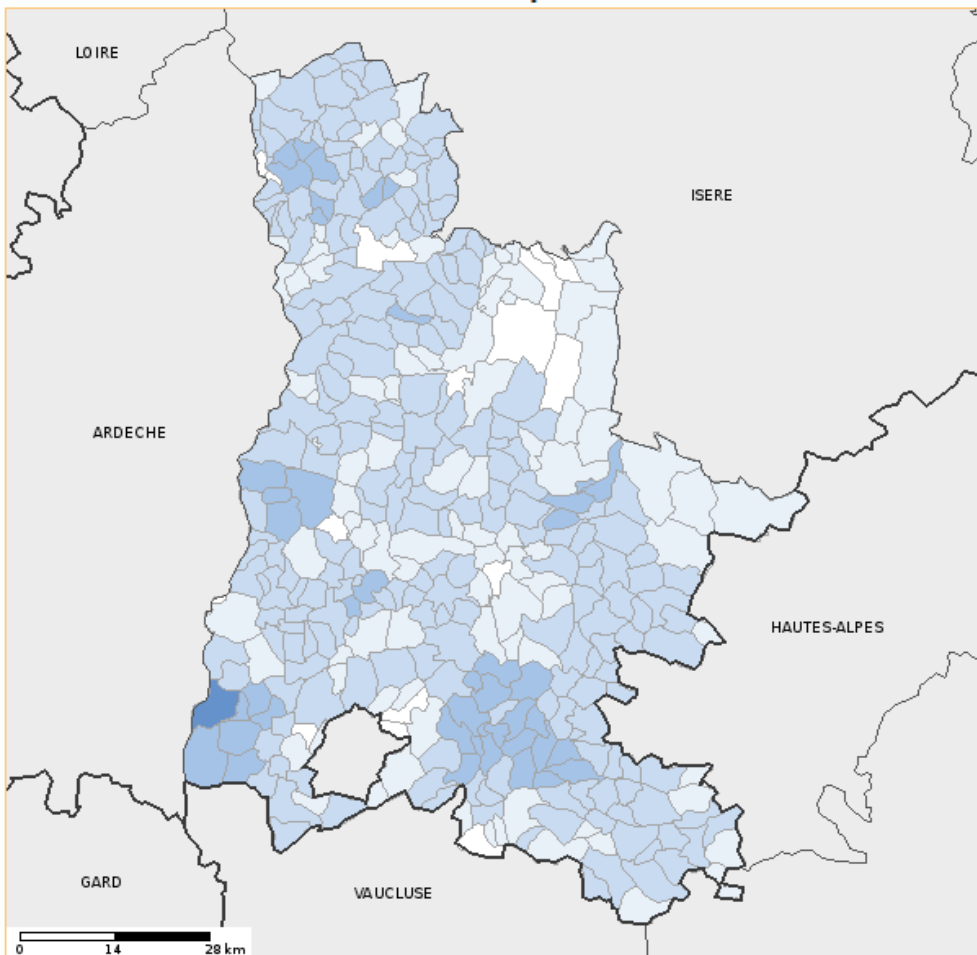 LOIRE
ISERE
ARDECHE
HAUTES-ALPES
GARD
VAUCLUSE
0 14 28 km